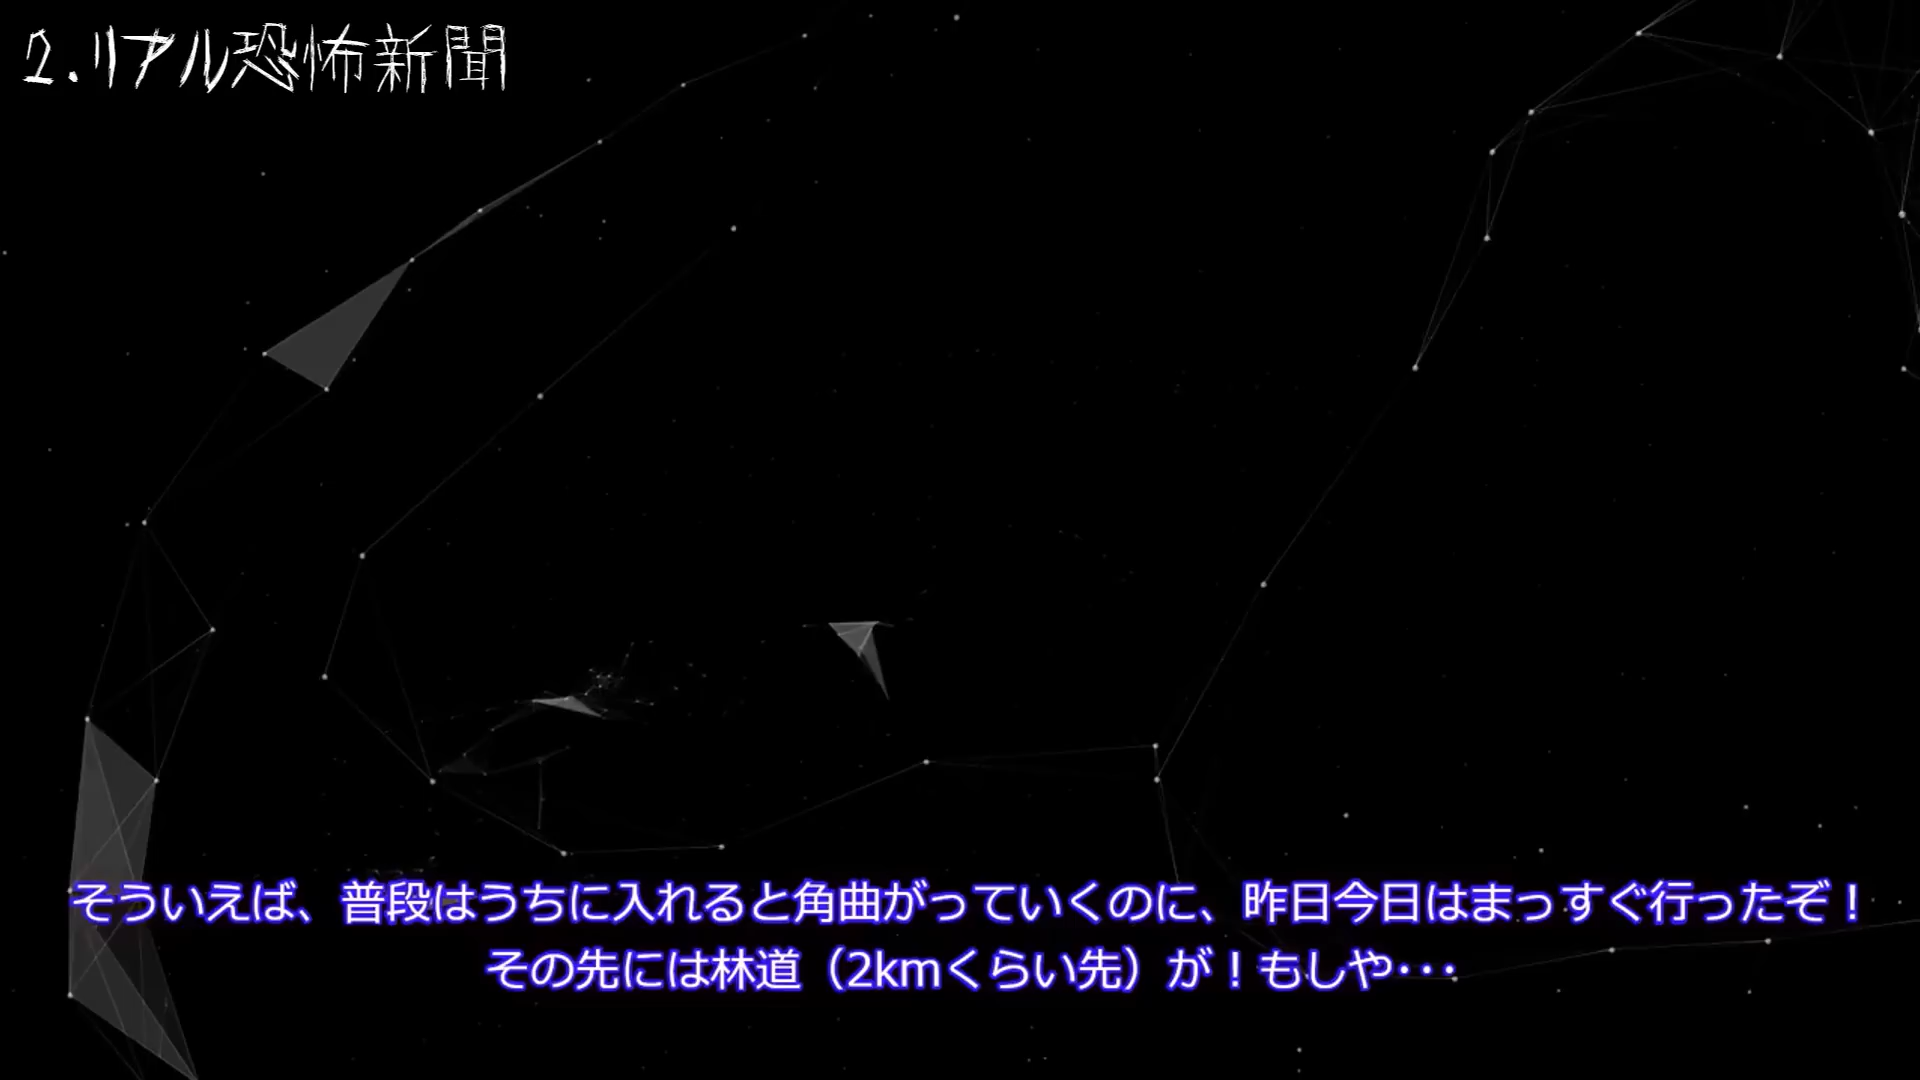 2.リアル恐怖新聞
そういえば、普段はうちに入れると角曲がっていくのに、昨日今日はまっすぐ行ったぞ！
その先には林道（2kmくらい先）が！もしや･･･